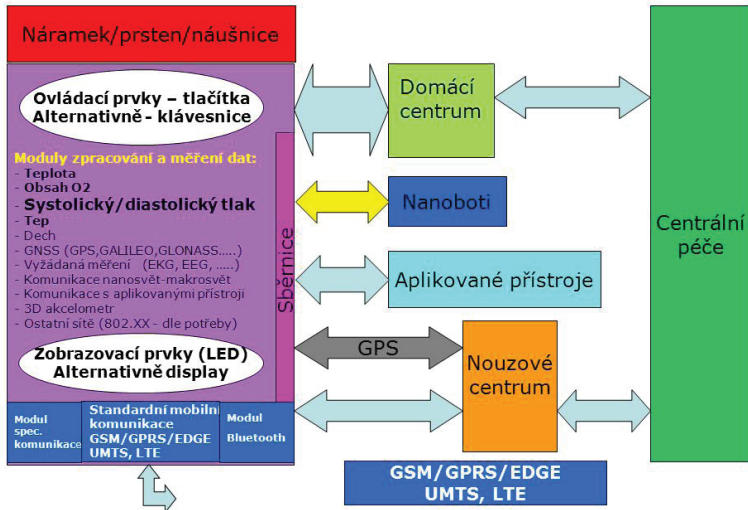 Náramek/prsten/náušnice
Ovládací prvky – tlačítka
Alternativně - klávesnice
Moduly zpracování a měření dat:
- Teplota
- Obsah O2
- Systolický/diastolický tlak
- Tep
- Dech
- GNSS (GPS,GALILEO,GLONASS.....)
- Vyžádaná měření (EKG, EEG, .....)
- Komunikace nanosvět-makrosvět
- Komunikace s aplikovanými přístroji
- 3D akcelometr
- Ostatní sítě (802.XX - dle potřeby)
Sběrnice
Zobrazovací prvky (LED)
Alternativně display
Modul
spec.
komunikace
Standardní mobilní
komunikace
GSM/GPRS/EDGE
UMTS, LTE
Modul
Bluetooth
Domácí
centrum
Nanoboti
Aplikované přístroje
GPS
Nouzové
centrum
GSM/GPRS/EDGE
UMTS, LTE
Centrální
péče